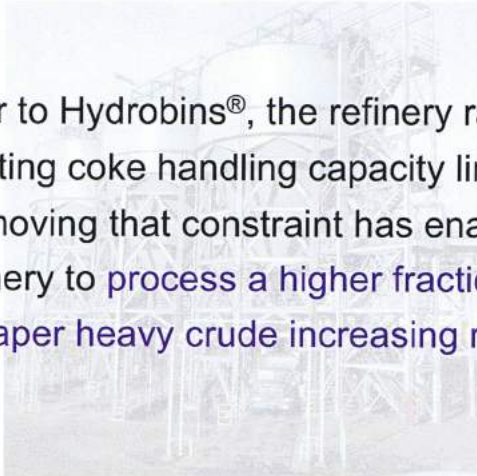 r to Hydrobins®, the refinery r
ting coke handling capacity li
noving that constraint has ena
nery to process a higher fracti
aper heavy crude increasing r